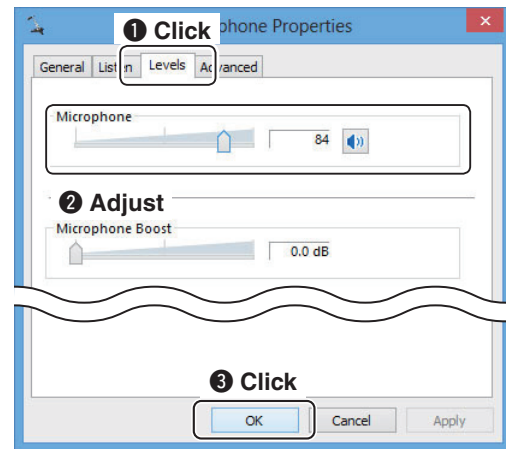 ❶ Click
phone Properties
General Listen Levels Advanced
Microphone
84
❷ Adjust
Microphone Boost
0.0 dB
❸ Click
OK Cancel Apply